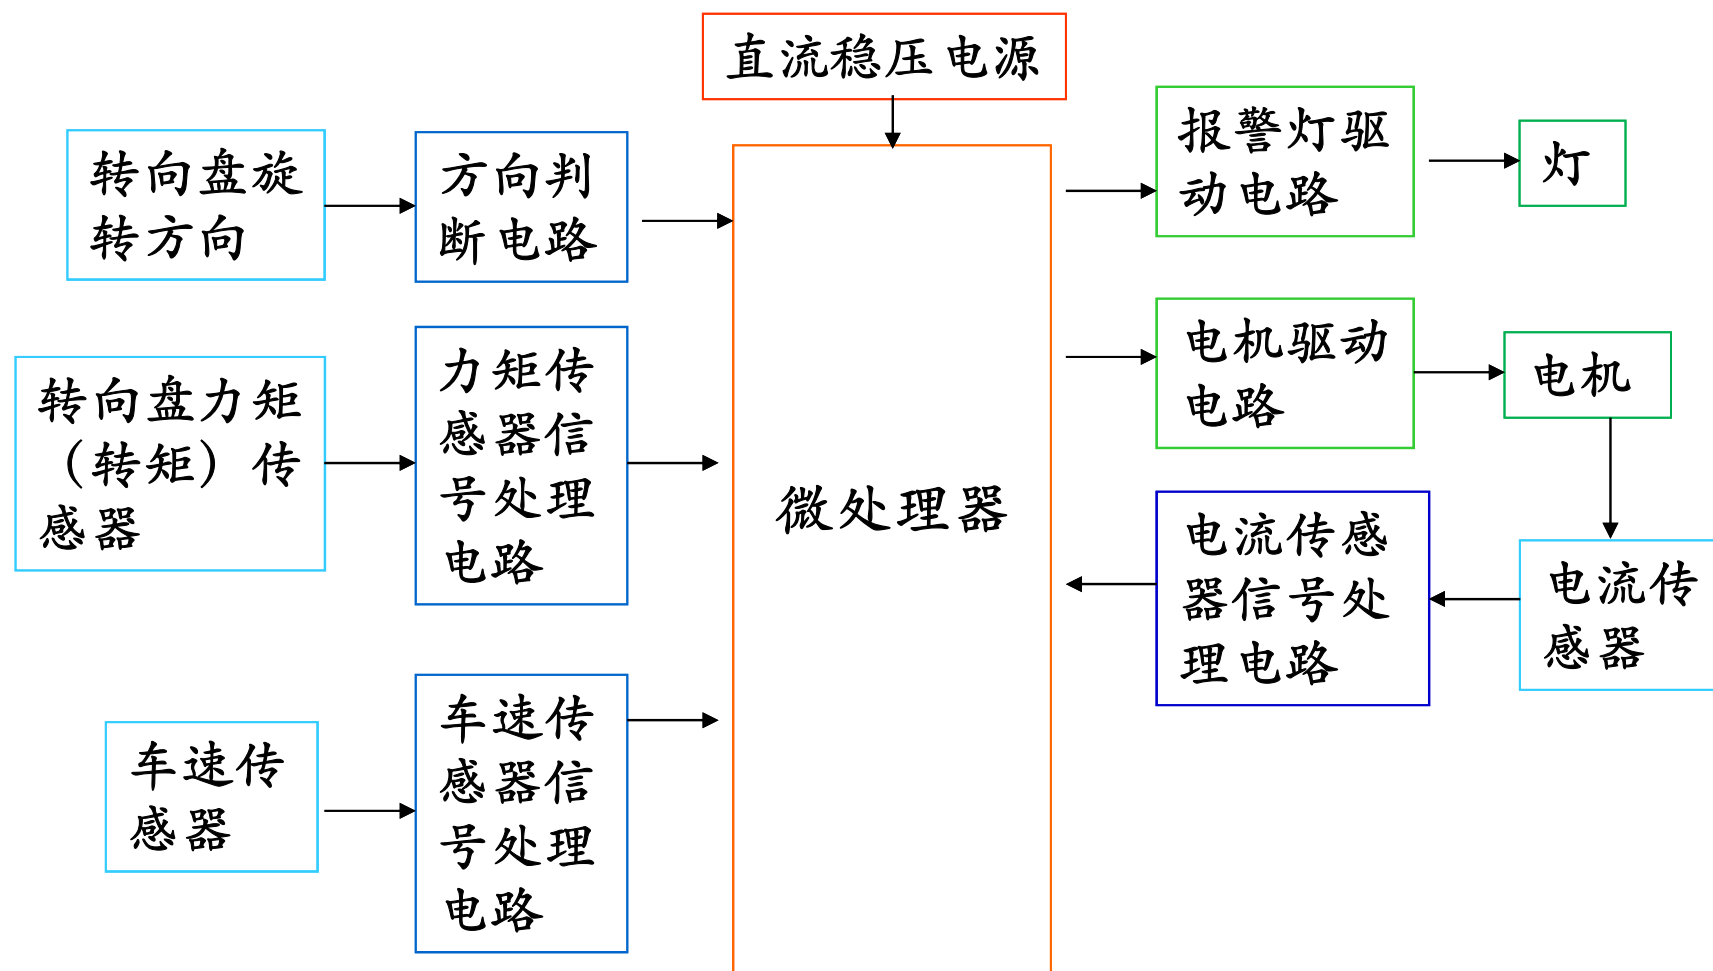 直流稳压电源
转向盘旋
转方向
方向判
断电路
转向盘力矩
（转矩）传
感器
力矩传
感器信
号处理
电路
车速传
感器
车速传
感器信
号处理
电路
微处理器
报警灯驱
动电路
灯
电机驱动
电路
电机
电流传感
器信号处
理电路
电流传
感器